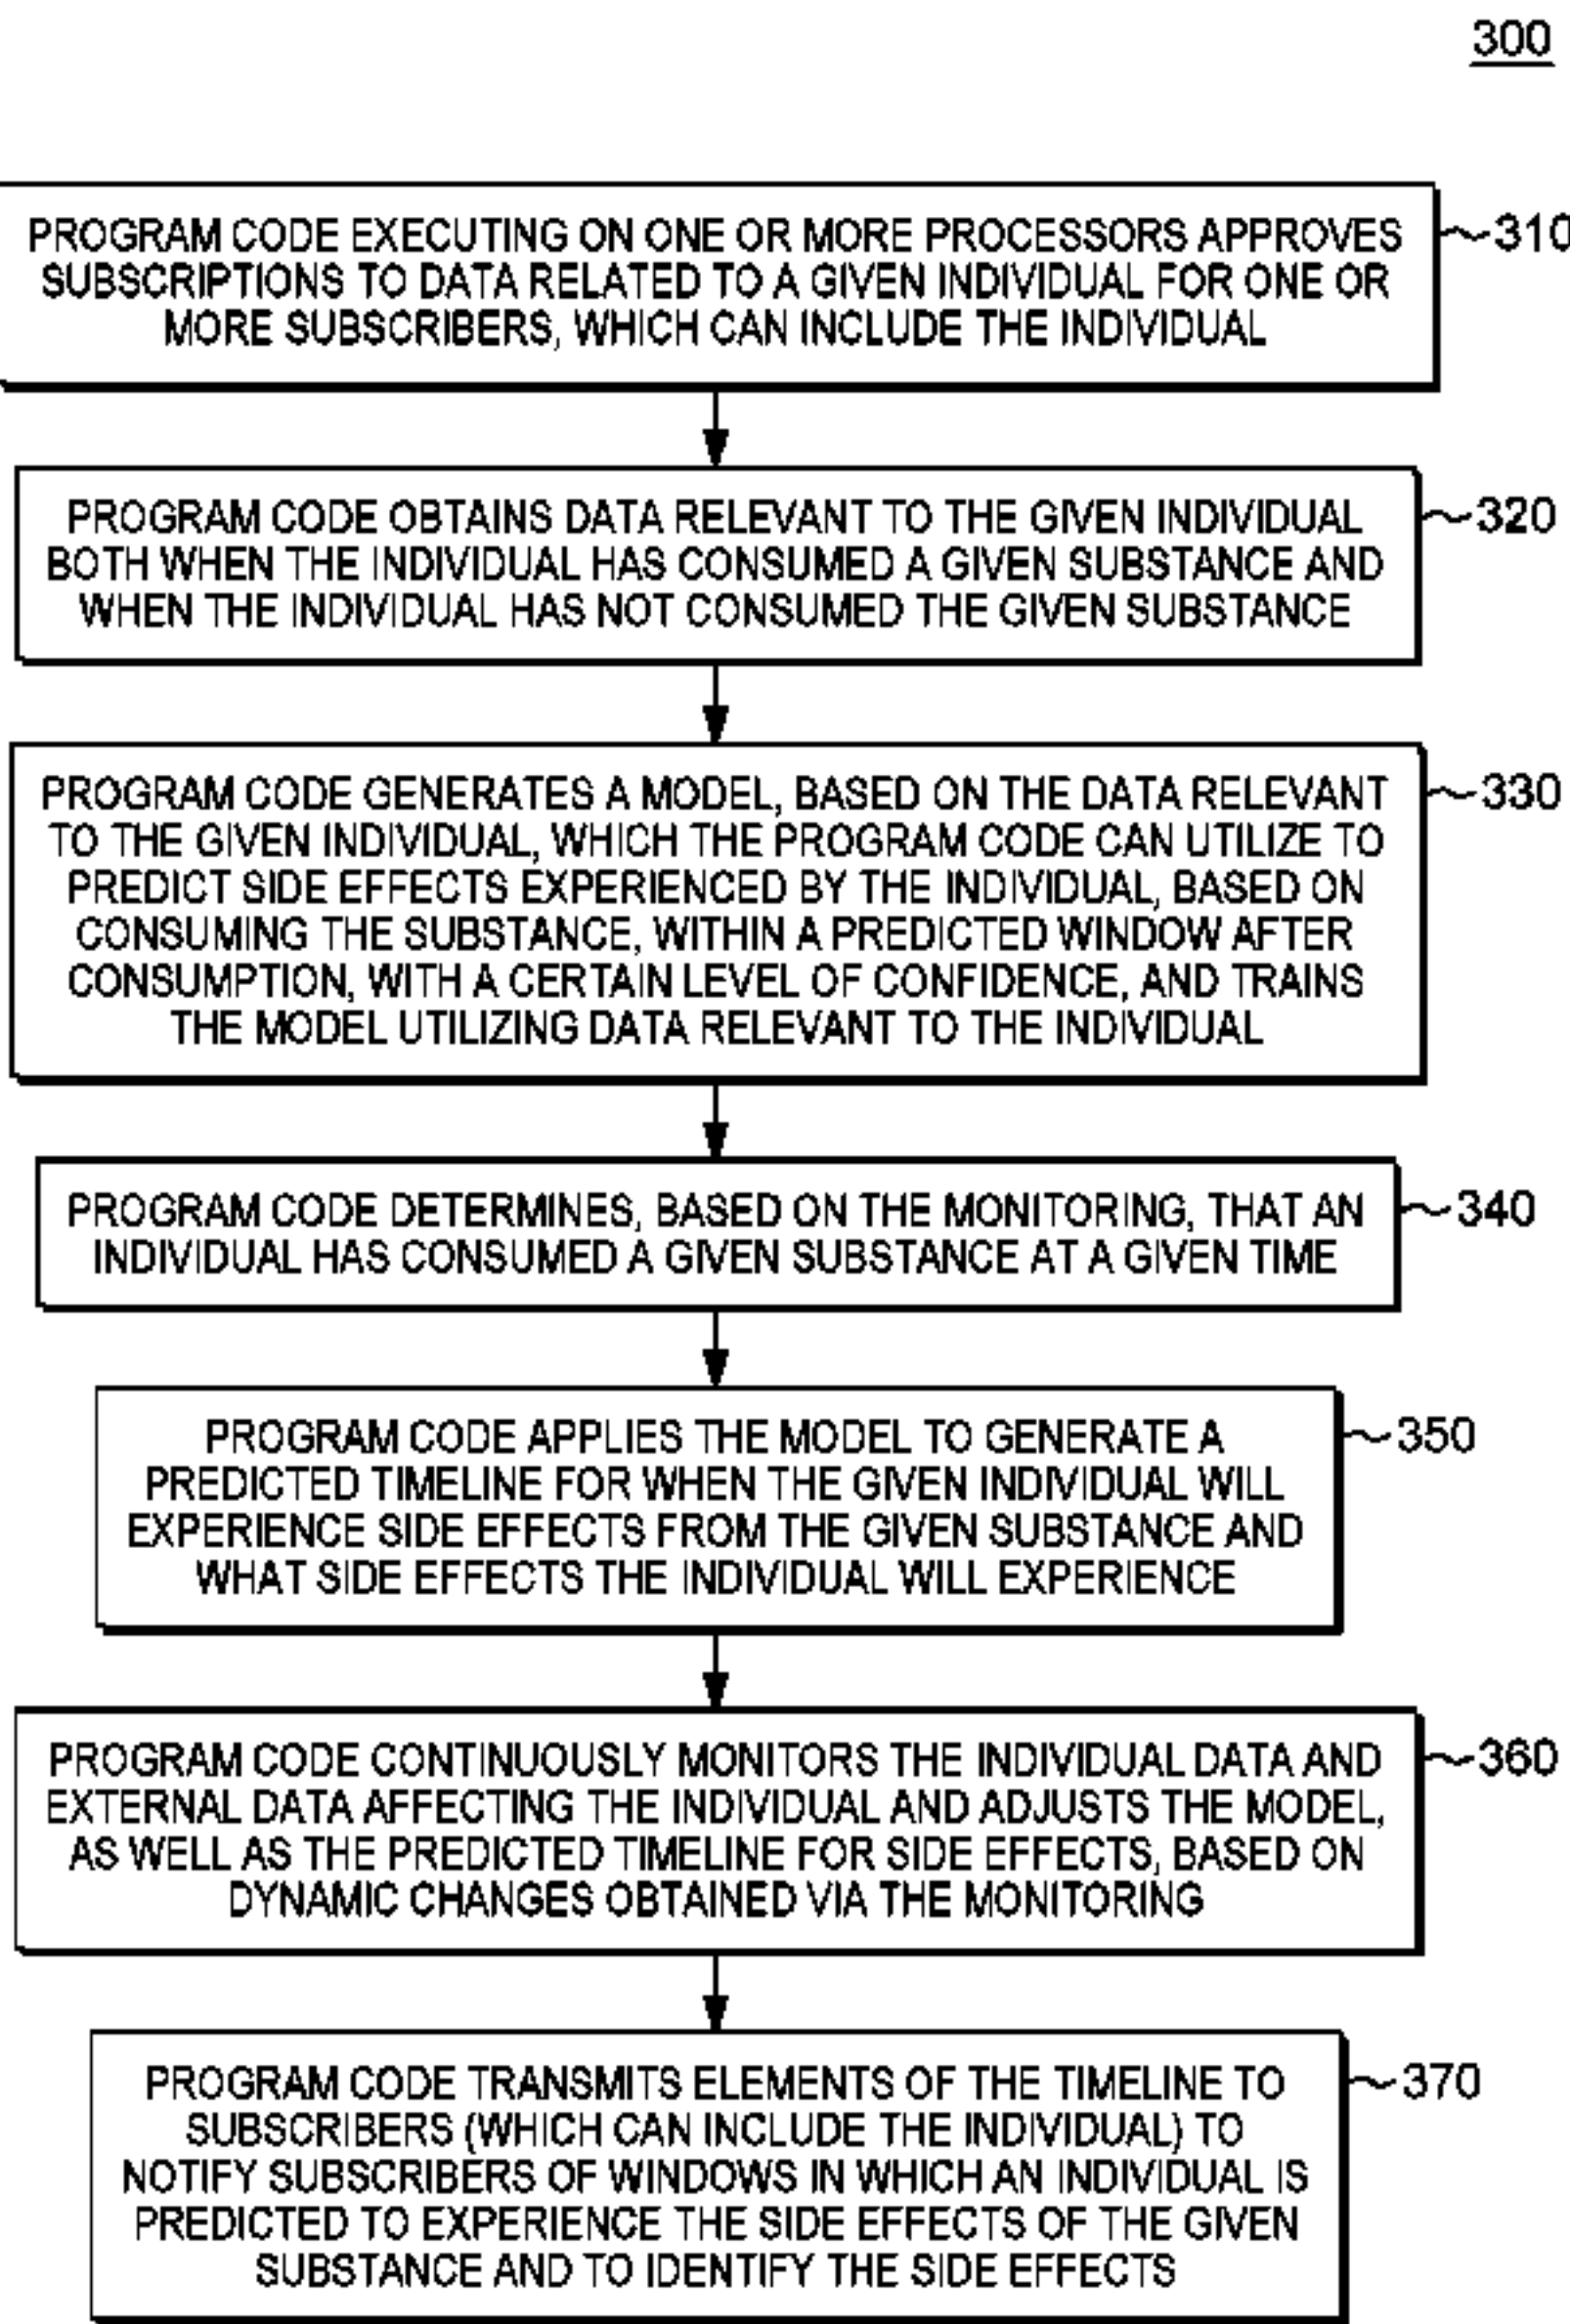 300
PROGRAM CODE EXECUTING ON ONE OR MORE PROCESSORS APPROVES
SUBSCRIPTIONS TO DATA RELATED TO A GIVEN INDIVIDUAL FOR ONE OR
MORE SUBSCRIBERS, WHICH CAN INCLUDE THE INDIVIDUAL
310
PROGRAM CODE OBTAINS DATA RELEVANT TO THE GIVEN INDIVIDUAL
BOTH WHEN THE INDIVIDUAL HAS CONSUMED A GIVEN SUBSTANCE AND
WHEN THE INDIVIDUAL HAS NOT CONSUMED THE GIVEN SUBSTANCE
320
PROGRAM CODE GENERATES A MODEL, BASED ON THE DATA RELEVANT
TO THE GIVEN INDIVIDUAL, WHICH THE PROGRAM CODE CAN UTILIZE TO
PREDICT SIDE EFFECTS EXPERIENCED BY THE INDIVIDUAL, BASED ON
CONSUMING THE SUBSTANCE, WITHIN A PREDICTED WINDOW AFTER
CONSUMPTION, WITH A CERTAIN LEVEL OF CONFIDENCE, AND TRAINS
THE MODEL UTILIZING DATA RELEVANT TO THE INDIVIDUAL
330
PROGRAM CODE DETERMINES, BASED ON THE MONITORING, THAT AN
INDIVIDUAL HAS CONSUMED A GIVEN SUBSTANCE AT A GIVEN TIME
340
PROGRAM CODE APPLIES THE MODEL TO GENERATE A
PREDICTED TIMELINE FOR WHEN THE GIVEN INDIVIDUAL WILL
EXPERIENCE SIDE EFFECTS FROM THE GIVEN SUBSTANCE AND
WHAT SIDE EFFECTS THE INDIVIDUAL WILL EXPERIENCE
350
PROGRAM CODE CONTINUOUSLY MONITORS THE INDIVIDUAL DATA AND
EXTERNAL DATA AFFECTING THE INDIVIDUAL AND ADJUSTS THE MODEL,
AS WELL AS THE PREDICTED TIMELINE FOR SIDE EFFECTS, BASED ON
DYNAMIC CHANGES OBTAINED VIA THE MONITORING
360
PROGRAM CODE TRANSMITS ELEMENTS OF THE TIMELINE TO
SUBSCRIBERS (WHICH CAN INCLUDE THE INDIVIDUAL) TO
NOTIFY SUBSCRIBERS OF WINDOWS IN WHICH AN INDIVIDUAL IS
PREDICTED TO EXPERIENCE THE SIDE EFFECTS OF THE GIVEN
SUBSTANCE AND TO IDENTIFY THE SIDE EFFECTS
370